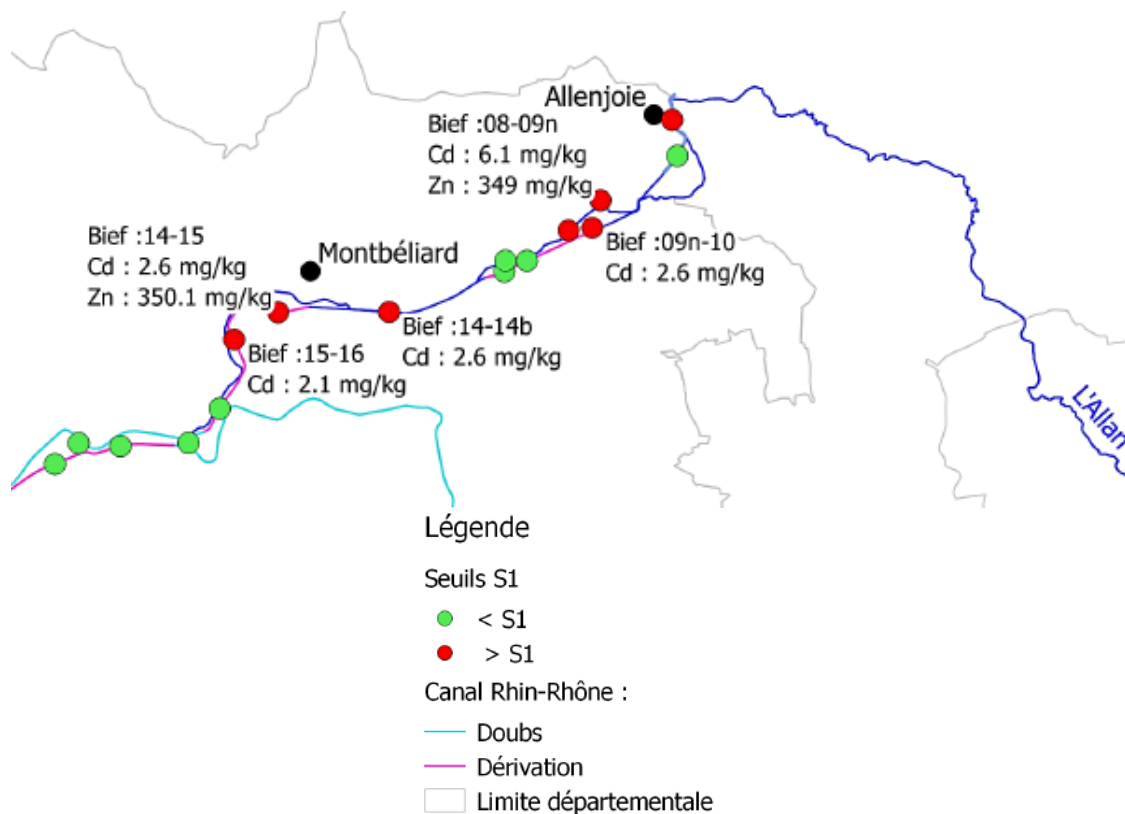 Allenjoie
Bief :08-09n
Cd : 6.1 mg/kg
Zn : 349 mg/kg
Bief :14-15
Cd : 2.6 mg/kg
Zn : 350.1 mg/kg
Montbéliard
Bief :09n-10
Cd : 2.6 mg/kg
Bief :14-14b
Cd : 2.6 mg/kg
Bief :15-16
Cd : 2.1 mg/kg
L'Allan
Légende
Seuils S1
< S1
> S1
Canal Rhin-Rhône :
Doubs
Dérivation
Limite départementale